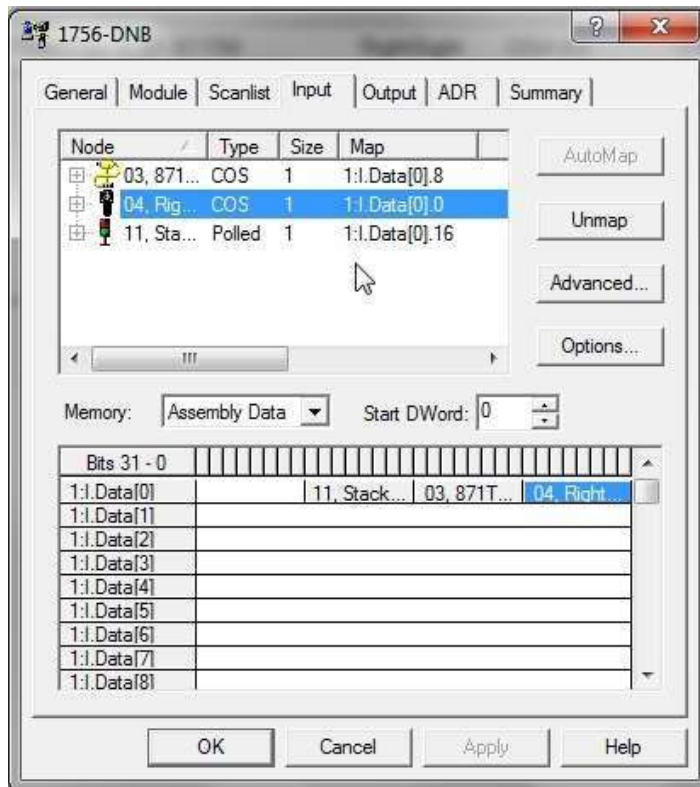 1756-DNB
General Module Scanlist Input Output ADR Summary
Node Type Size Map
03, 871... COS 1 1:I.Data[0].8
04, Rig... COS 1 1:I.Data[0].0
11, Sta... Polled 1 1:I.Data[0].16
AutoMap
Unmap
Advanced...
Options...
Memory: Assembly Data Start DWord: 0
Bits 31 - 0
1:I.Data[0] 11, Stack... 03, 871T... 04, Right...
1:I.Data[1]
1:I.Data[2]
1:I.Data[3]
1:I.Data[4]
1:I.Data[5]
1:I.Data[6]
1:I.Data[7]
1:I.Data[8]
OK Cancel Apply Help